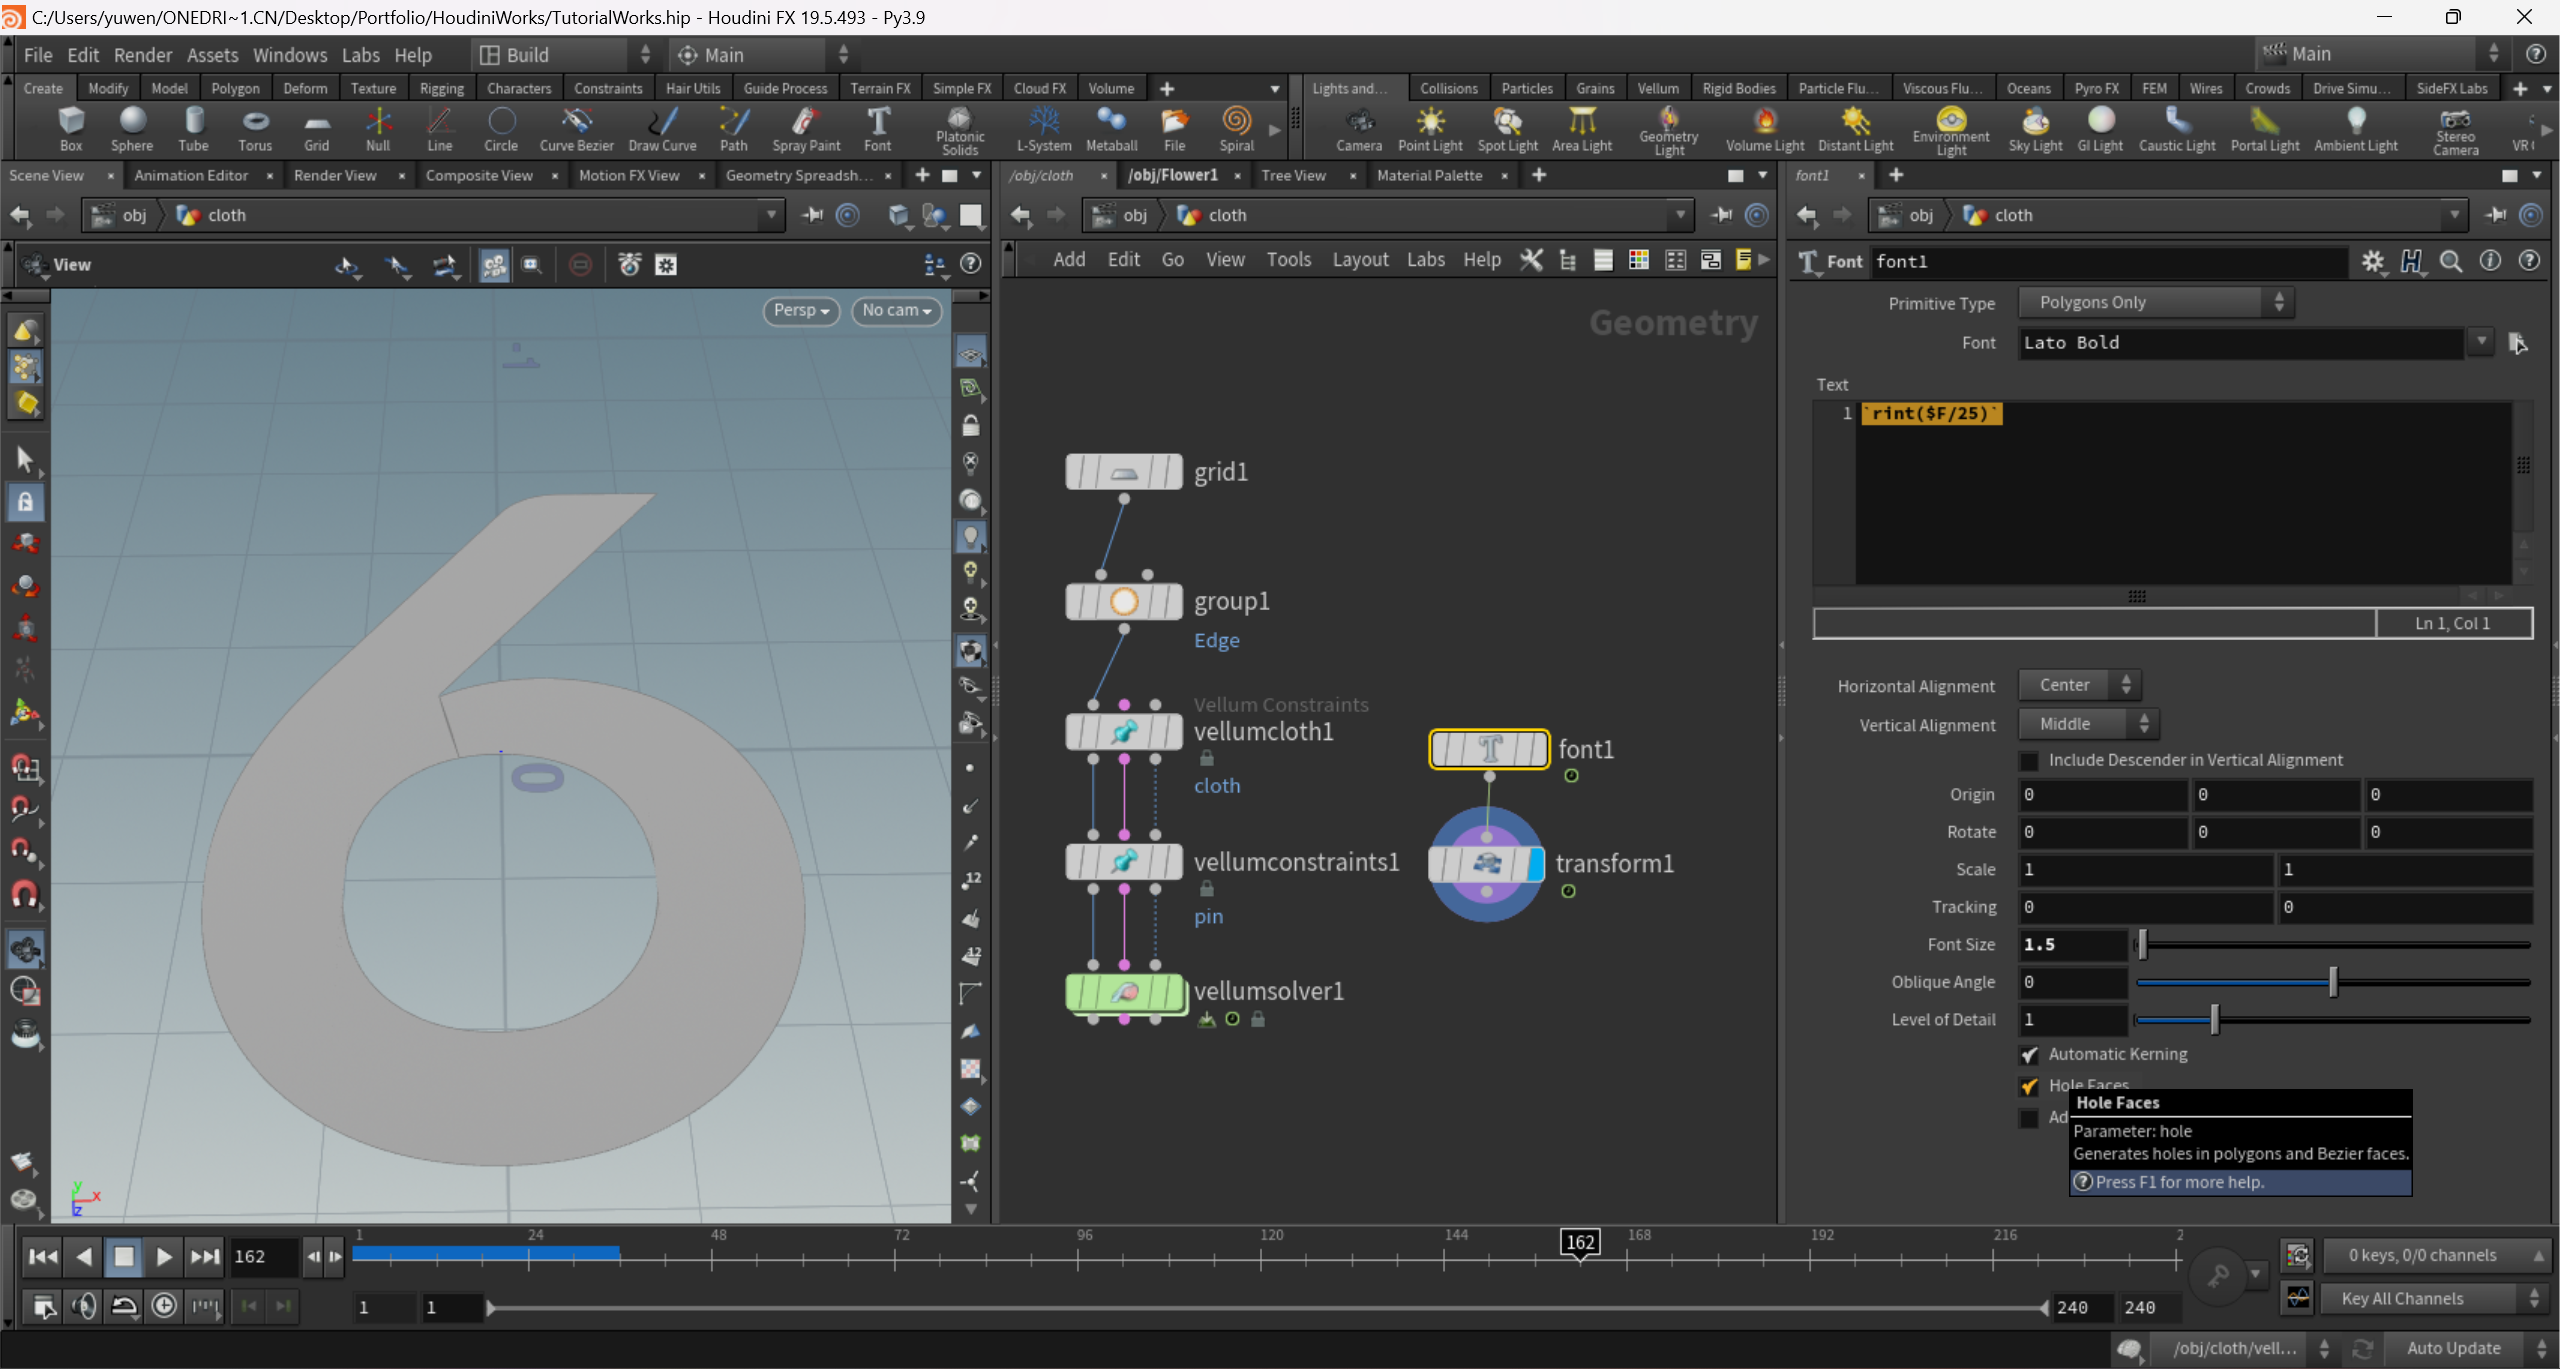 C:/Users/yuwen/ONEDRI~1.CN/Desktop/Portfolio/HoudiniWorks/TutorialWorks.hip - Houdini FX 19.5.493 - Py3.9
File Edit Render Assets Windows Labs Help Build Main Main
Create Modify Model Polygon Deform Texture Rigging Characters Constraints Hair Utils Guide Process Terrain FX Simple FX Cloud FX Volume
Lights and... Collisions Particles Grains Vellum Rigid Bodies Particle Flu... Viscous Flu... Oceans Pyro FX FEM Wires Crowds Drive Simu... SideFX Labs
Box Sphere Tube Torus Grid Null Line Circle Curve Bezier Draw Curve Path Spray Paint Font Platonic Solids L-System Metaball File Spiral
Camera Point Light Spot Light Area Light Geometry Light Volume Light Distant Light Environment Light Sky Light GI Light Caustic Light Portal Light Ambient Light Stereo Camera
Scene View Animation Editor Render View Composite View Motion FX View Geometry Spreadsh...
/obj/cloth /obj/Flower1 Tree View Material Palette
font1
obj cloth
obj cloth
obj cloth
View
Persp No cam
6
0
y x z
Add Edit Go View Tools Layout Labs Help
Geometry
grid1
group1
Edge
Vellum Constraints
vellumcloth1
cloth
vellumconstraints1
pin
vellumsolver1
font1
transform1
Font font1
Primitive Type Polygons Only
Font Lato Bold
Text
1 `rint($F/25)`
Ln 1, Col 1
Horizontal Alignment Center
Vertical Alignment Middle
Include Descender in Vertical Alignment
Origin 0 0 0
Rotate 0 0 0
Scale 1 1
Tracking 0 0
Font Size 1.5
Oblique Angle 0
Level of Detail 1
Automatic Kerning
Hole Faces
Hole Faces
Parameter: hole
Generates holes in polygons and Bezier faces.
Press F1 for more help.
162
1 24 48 72 96 120 144 162 168 192 216 2
0 keys, 0/0 channels
1 1 240 240
Key All Channels
/obj/cloth/vell... Auto Update